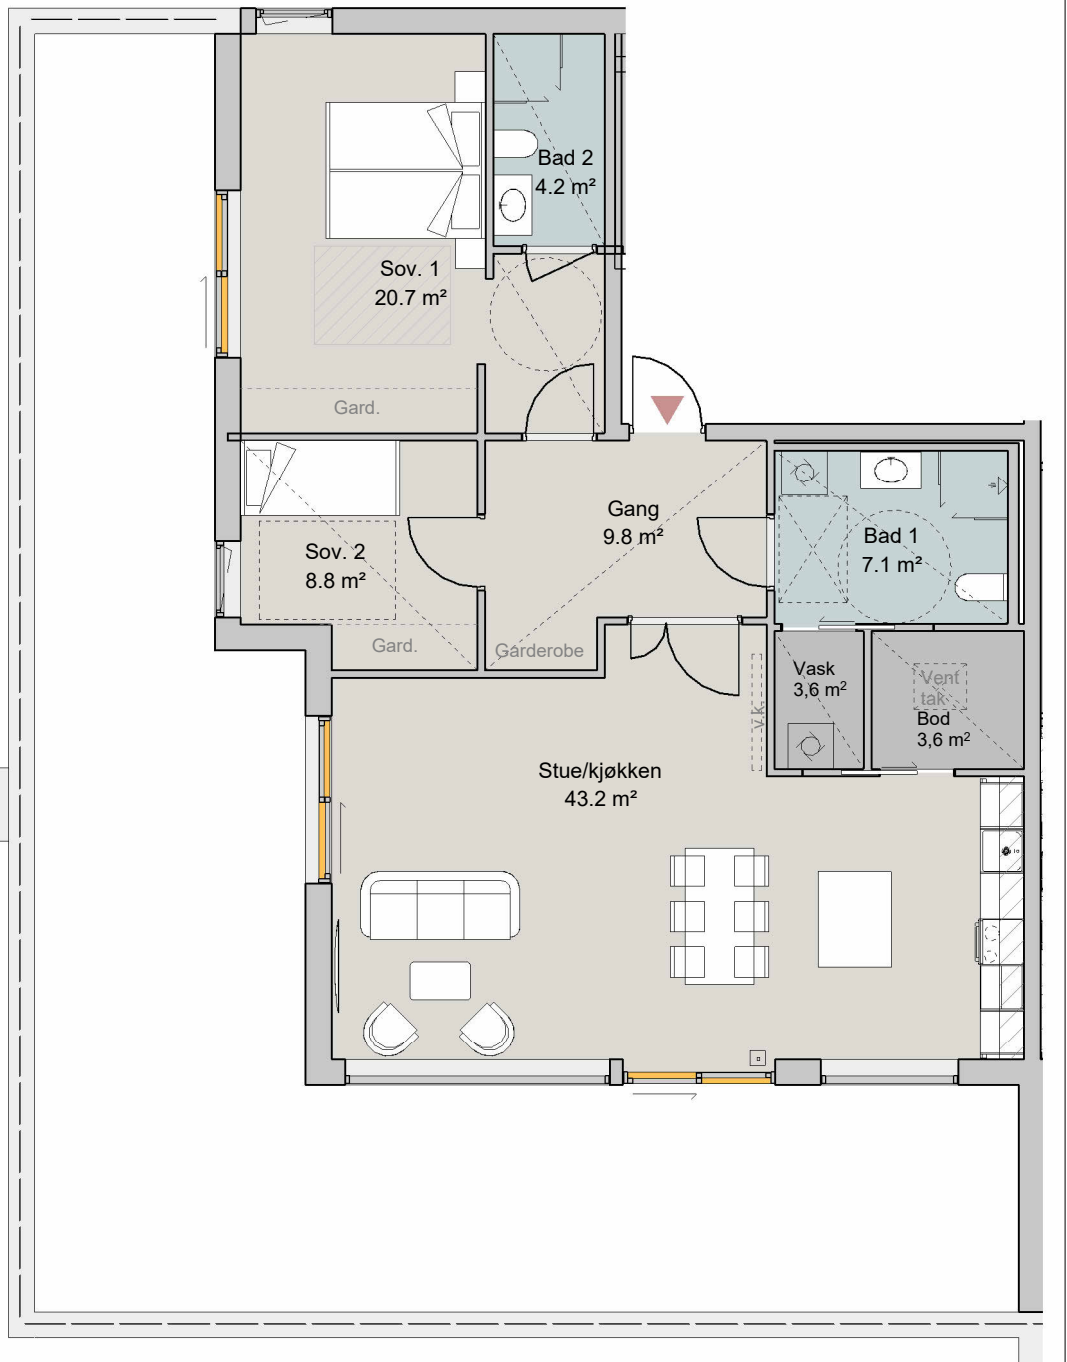 Bad 2
4.2 m²
Sov. 1
20.7 m²
Gard.
Gang
9.8 m²
Bad 1
7.1 m²
Sov. 2
8.8 m²
Gard.
Garderobe
Vask
3,6 m²
Vent
tak
Bod
3,6 m²
v.k.
Stue/kjøkken
43.2 m²